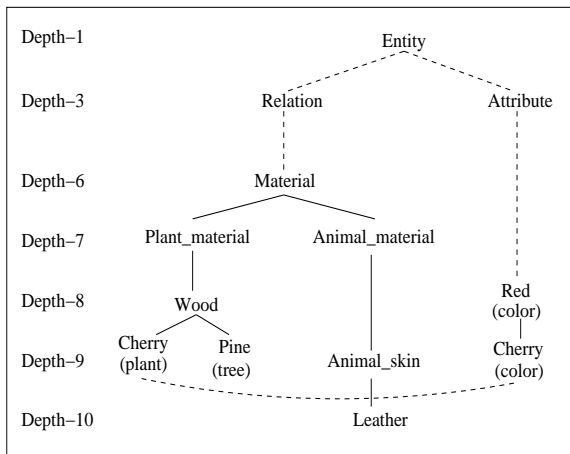 Depth−1 Entity
Depth−3 Relation Attribute
Depth−6 Material
Depth−7 Plant_material Animal_material
Depth−8 Wood Red
(color)
Depth−9 Cherry Pine Animal_skin Cherry
(plant) (tree) (color)
Depth−10 Leather